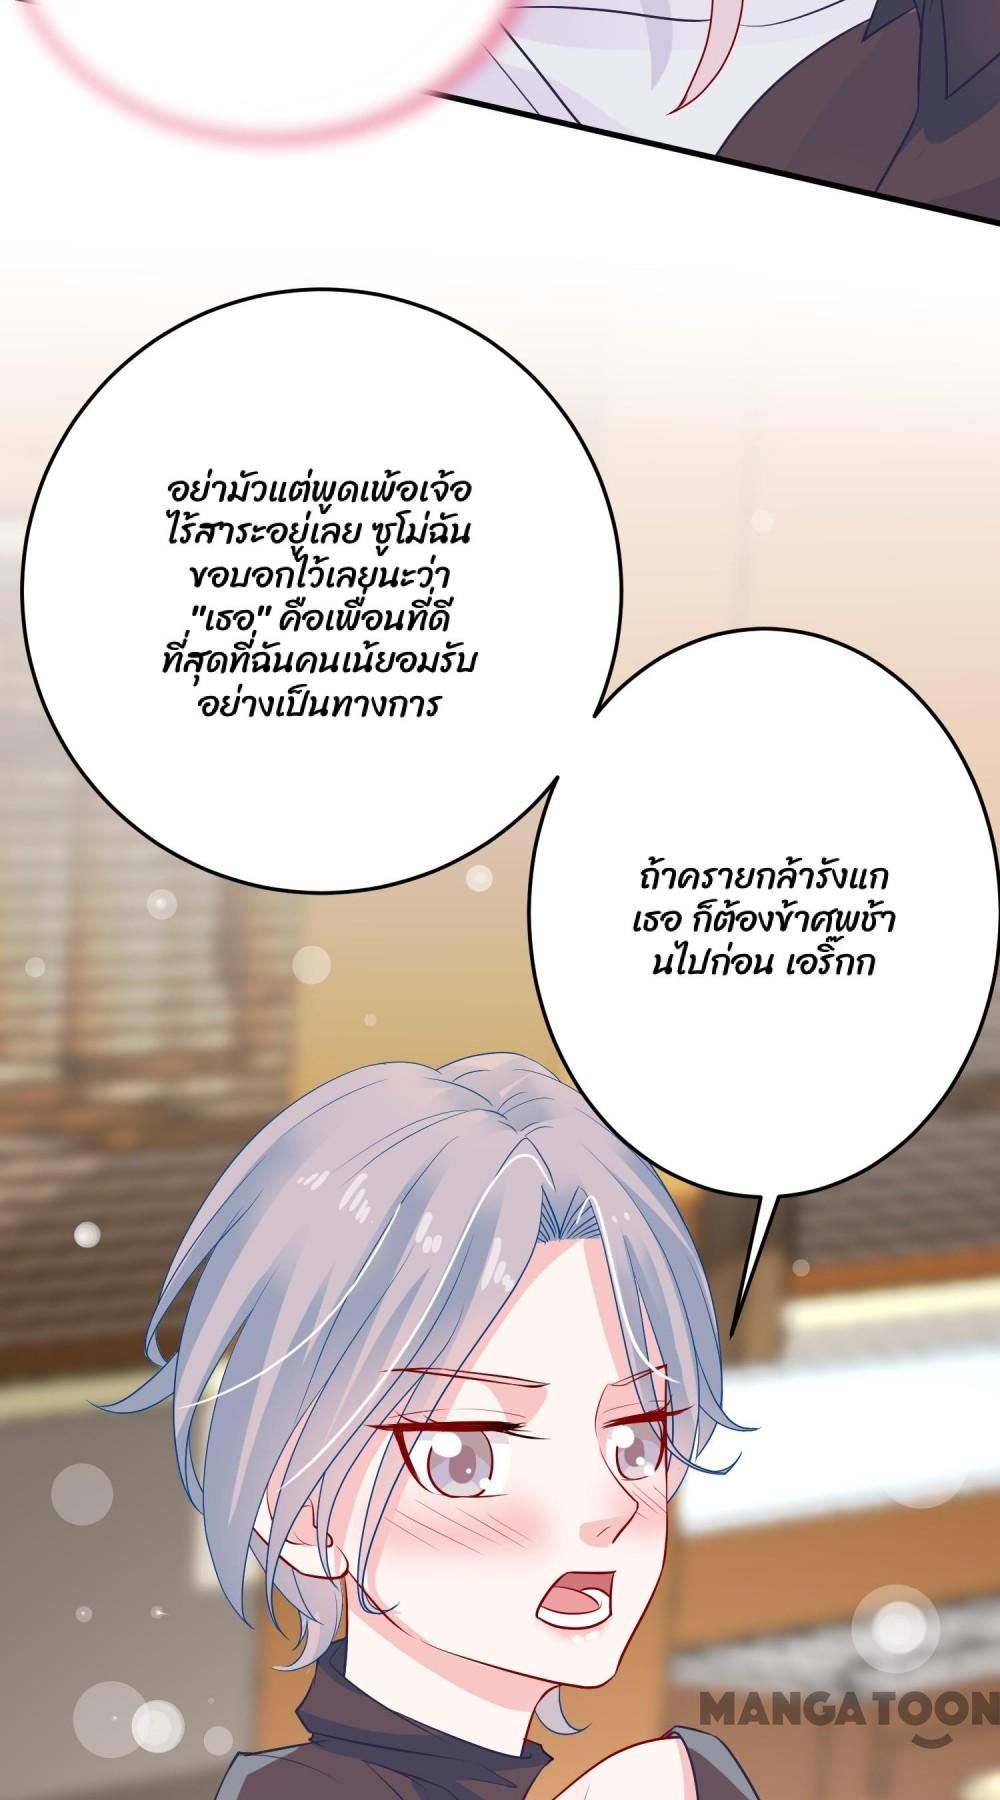 อย่ามัวแต่พูดเพ้อเจ้อ
ไร้สาระอยู่เลย ซูโม่ฉัน
ขอบอกไว้เลยนะว่า
"เธอ" คือเพื่อนที่ดี
ที่สุดที่ฉันคนเน้ยอมรับ
อย่างเป็นทางการ
ถ้าครายกล้ารังแก
เธอ ก็ต้องข้าศพช้า
นไปก่อน เอริ๊กก
MANGATOON